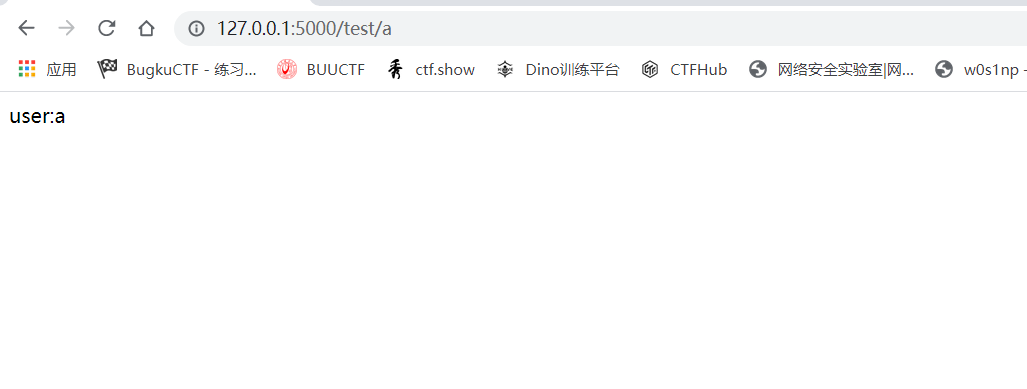 127.0.0.1:5000/test/a
应用 BugkuCTF - 练习... BUUCTF ctf.show Dino训练平台 CTFHub 网络安全实验室|网... w0s1np -
user:a